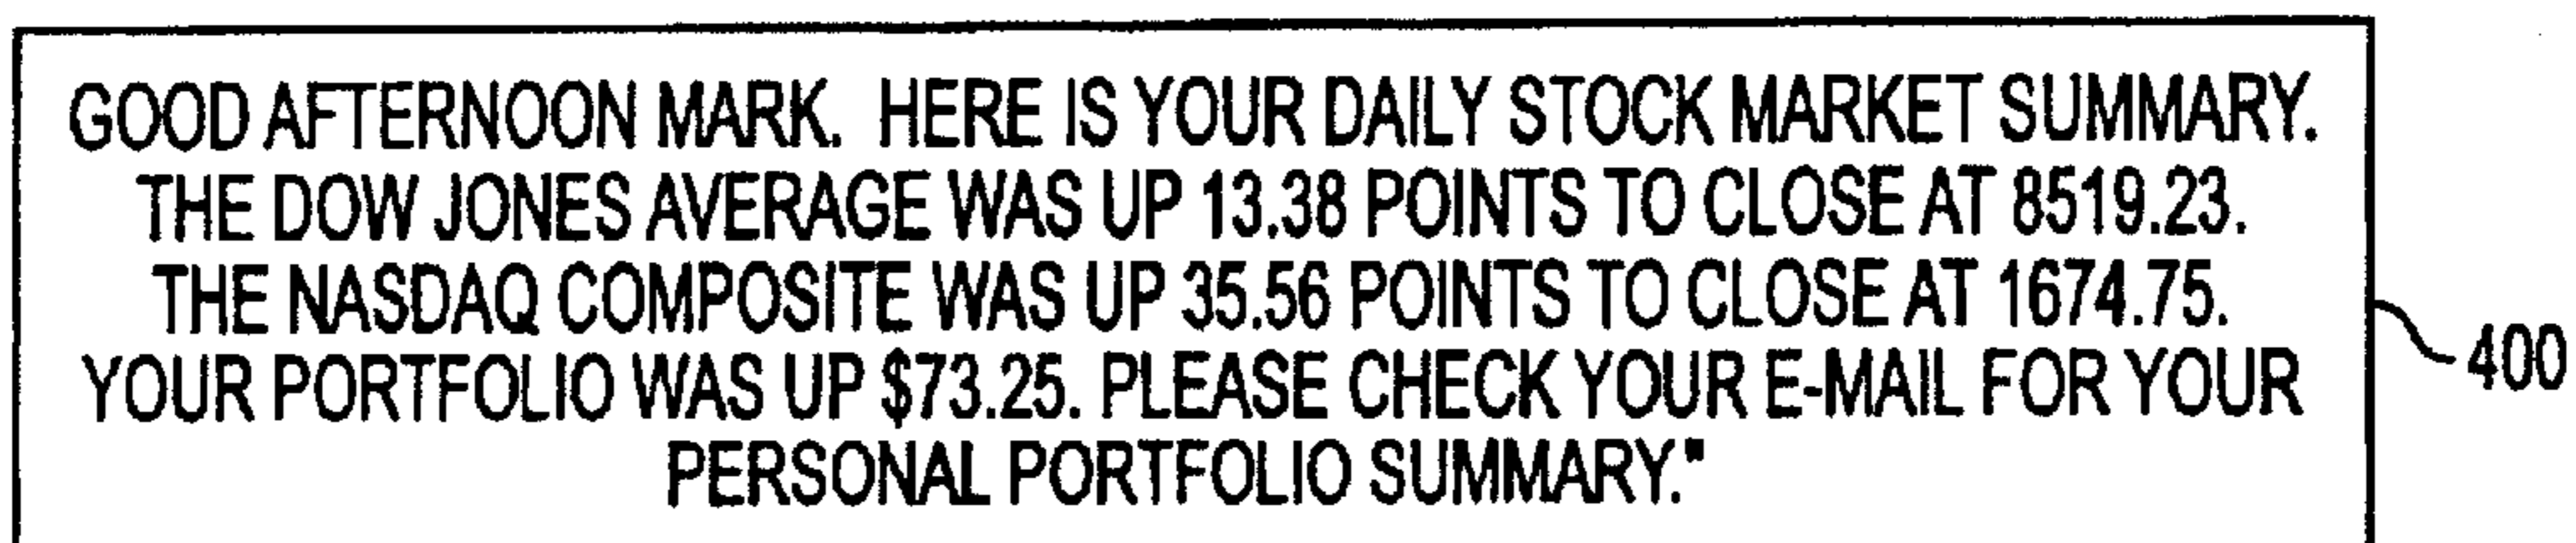 GOOD AFTERNOON MARK. HERE IS YOUR DAILY STOCK MARKET SUMMARY.
THE DOW JONES AVERAGE WAS UP 13.38 POINTS TO CLOSE AT 8519.23.
THE NASDAQ COMPOSITE WAS UP 35.56 POINTS TO CLOSE AT 1674.75.
YOUR PORTFOLIO WAS UP $73.25. PLEASE CHECK YOUR E-MAIL FOR YOUR
PERSONAL PORTFOLIO SUMMARY."
400